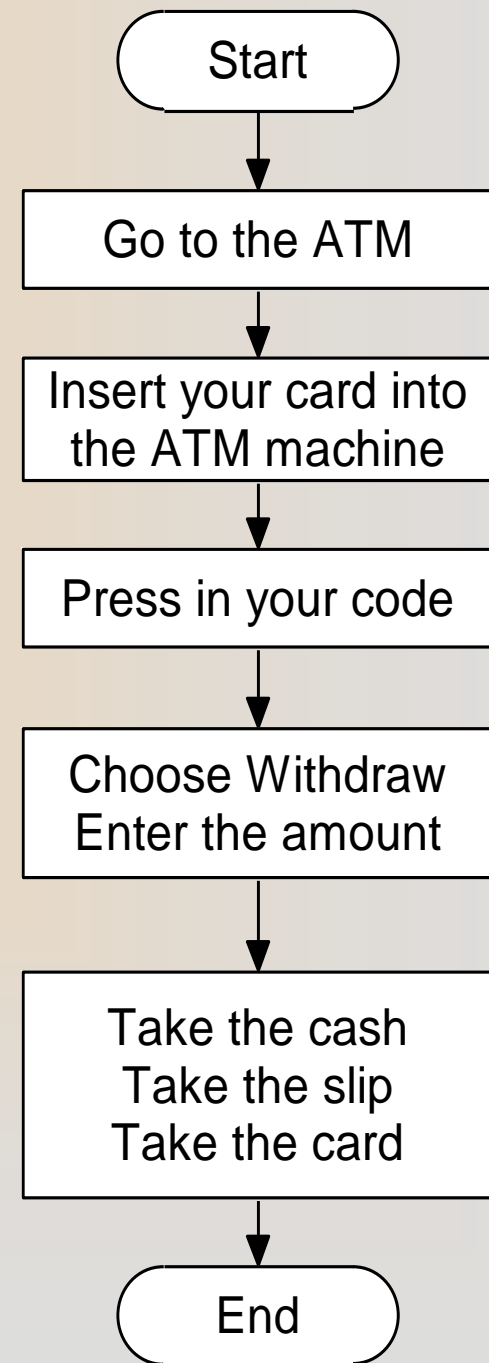 Start
Go to the ATM
Insert your card into
the ATM machine
Press in your code
Choose Withdraw
Enter the amount
Take the cash
Take the slip
Take the card
End